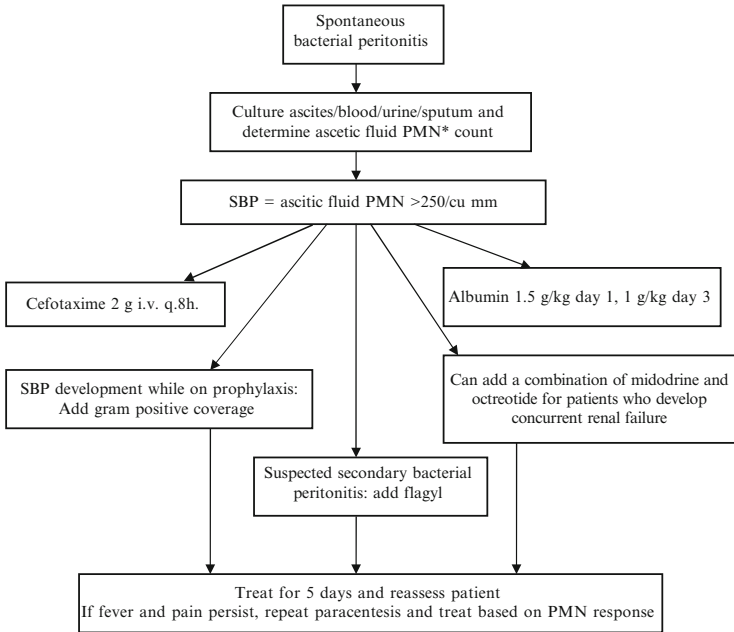 Spontaneous
bacterial peritonitis
Culture ascites/blood/urine/sputum and
determine ascetic fluid PMN* count
SBP = ascitic fluid PMN >250/cu mm
Cefotaxime 2 g i.v. q.8h.
Albumin 1.5 g/kg day 1, 1 g/kg day 3
SBP development while on prophylaxis:
Add gram positive coverage
Can add a combination of midodrine and
octreotide for patients who develop
concurrent renal failure
Suspected secondary bacterial
peritonitis: add flagyl
Treat for 5 days and reassess patient
If fever and pain persist, repeat paracentesis and treat based on PMN response